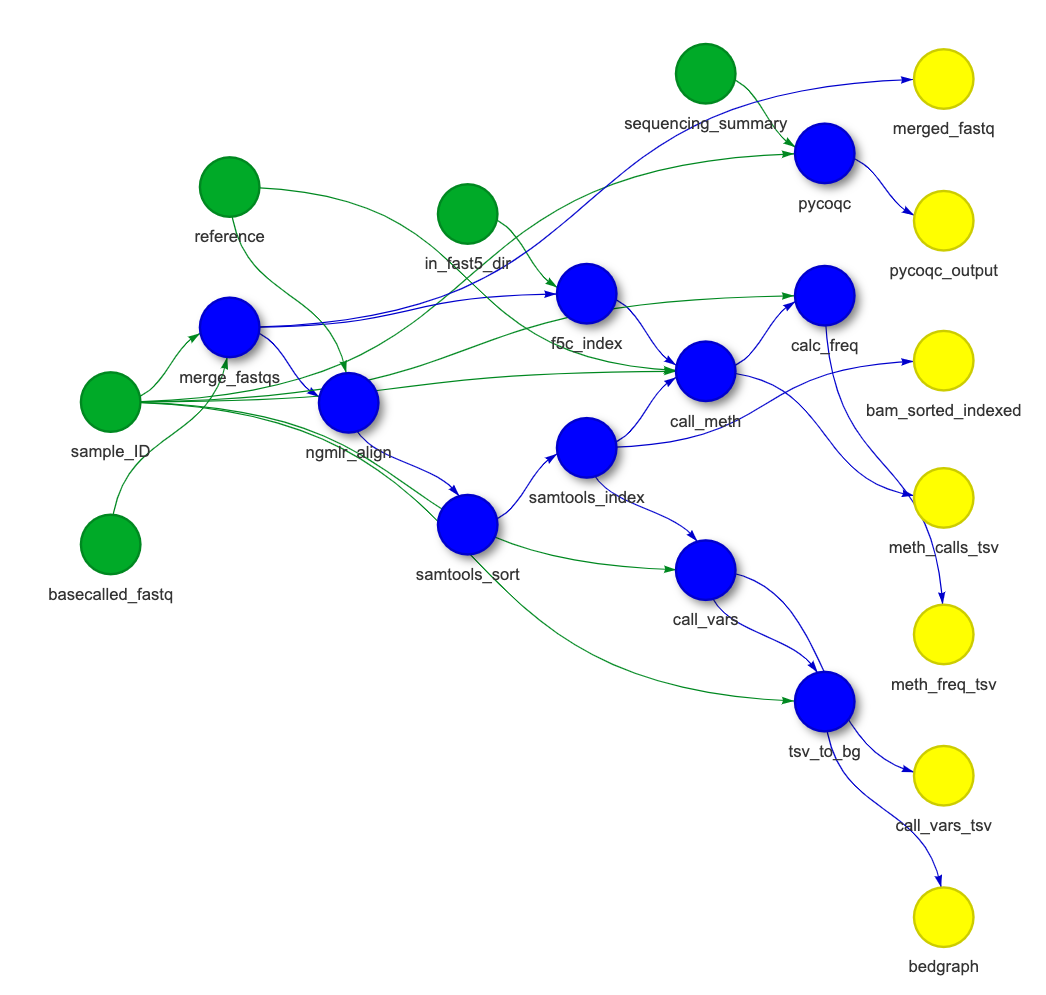 sequencing_summary
merged_fastq
pycoqc
reference
in_fast5_dir
pycoqc_output
f5c_index
calc_freq
merge_fastqs
bam_sorted_indexed
call_meth
sample_ID
ngmlr_align
samtools_index
meth_calls_tsv
samtools_sort
basecalled_fastq
call_vars
meth_freq_tsv
tsv_to_bg
call_vars_tsv
bedgraph